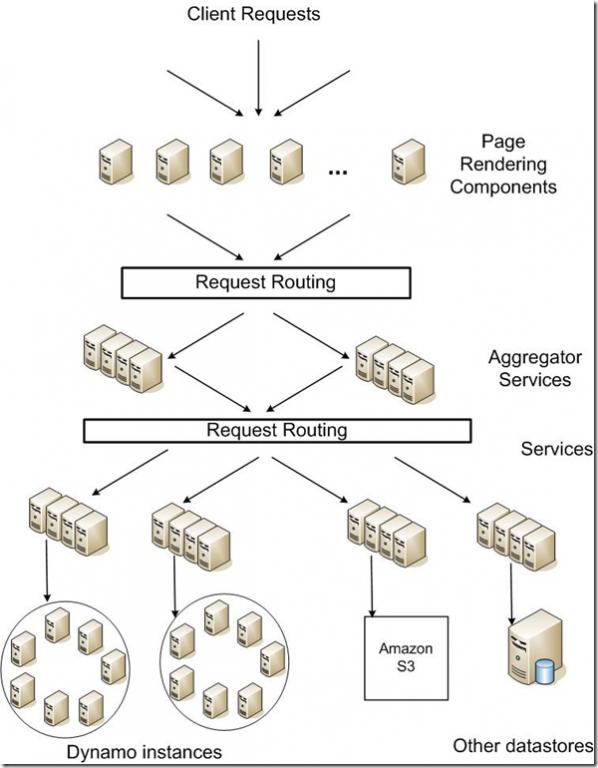 Client Requests
Page
Rendering
Components
...
Request Routing
Aggregator
Services
Request Routing
Services
Amazon
S3
Dynamo instances
Other datastores